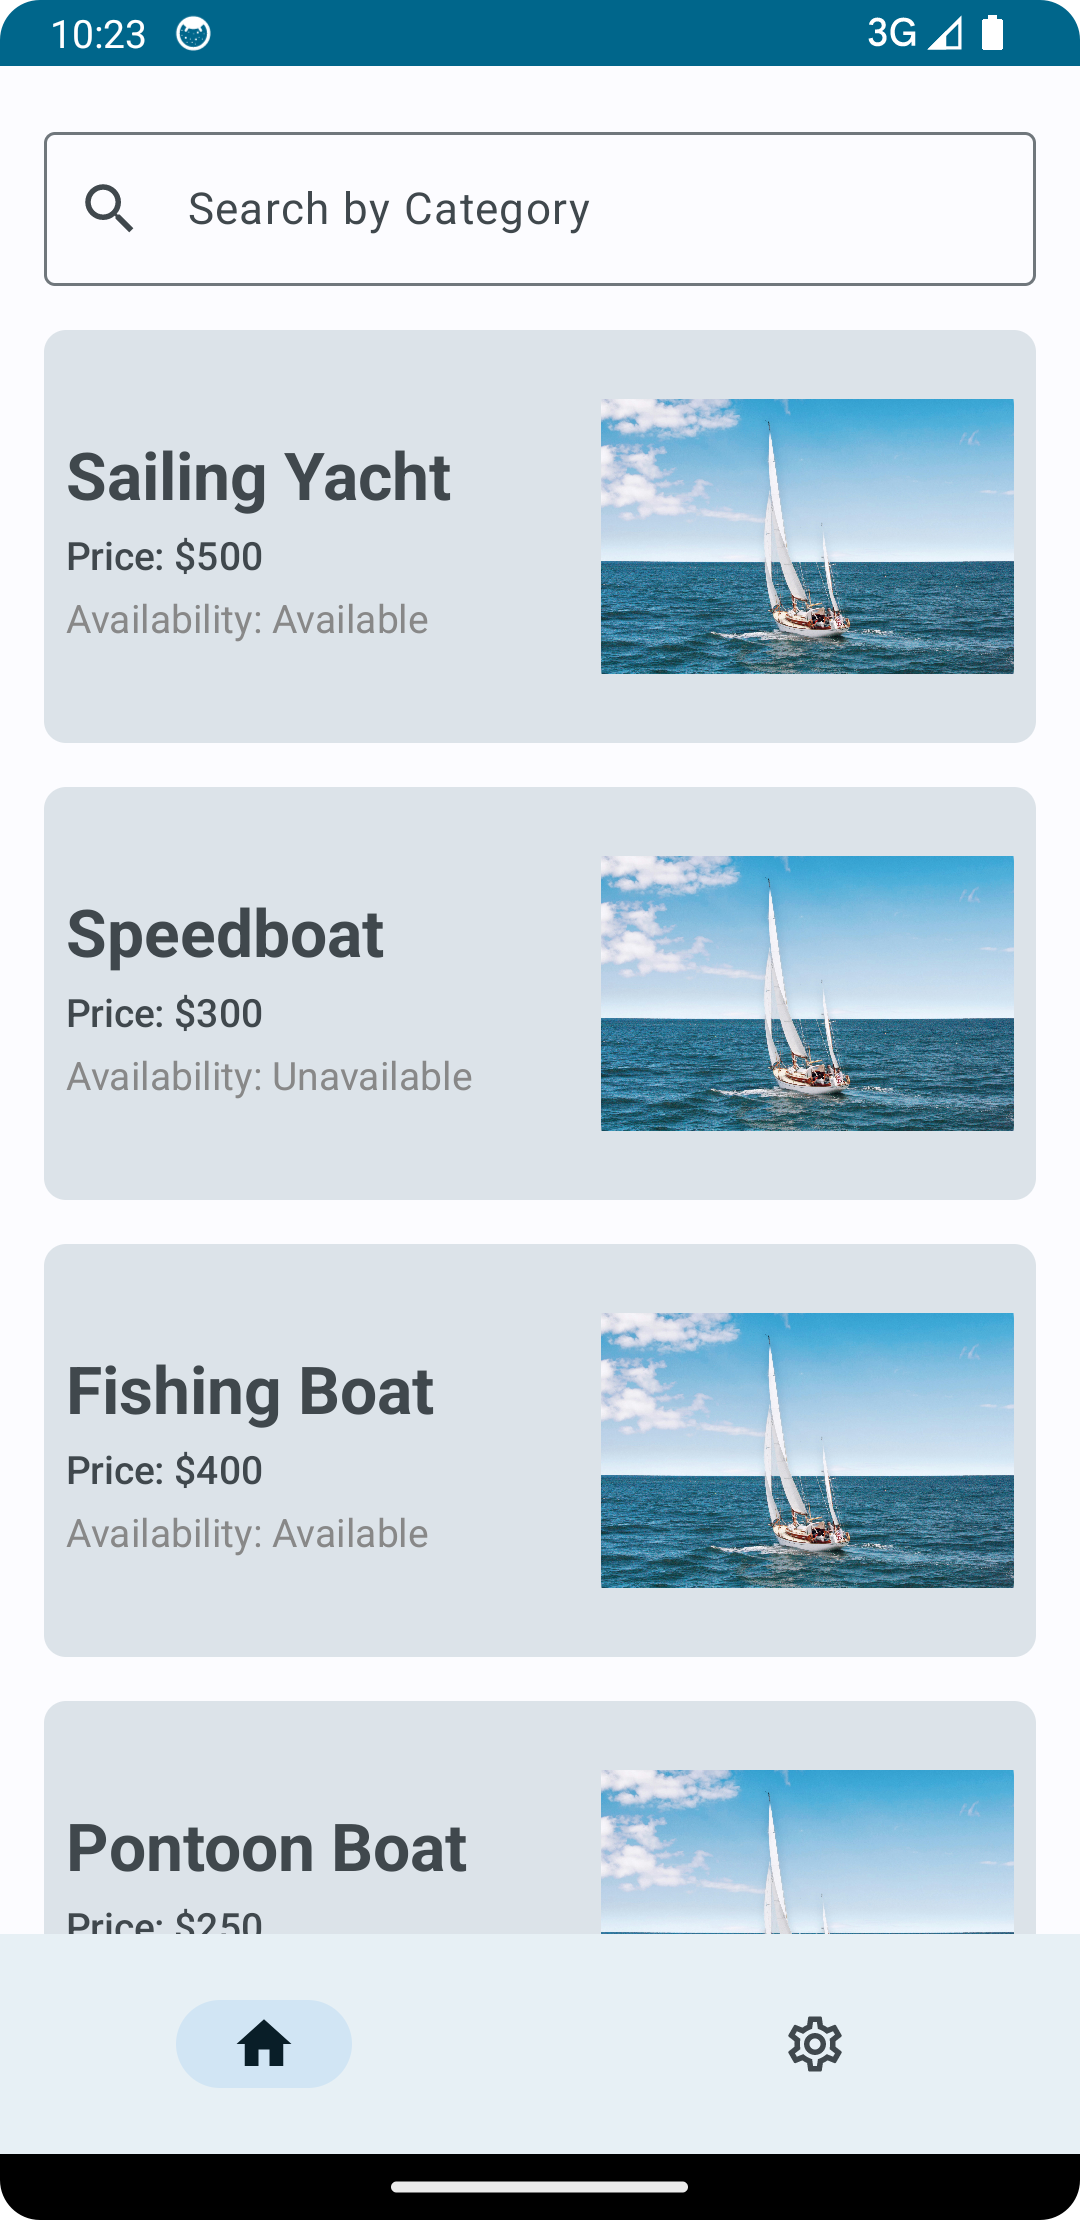 10:23
3G
Search by Category
Sailing Yacht
Price: $500
Availability: Available
Speedboat
Price: $300
Availability: Unavailable
Fishing Boat
Price: $400
Availability: Available
Pontoon Boat
Price: $250